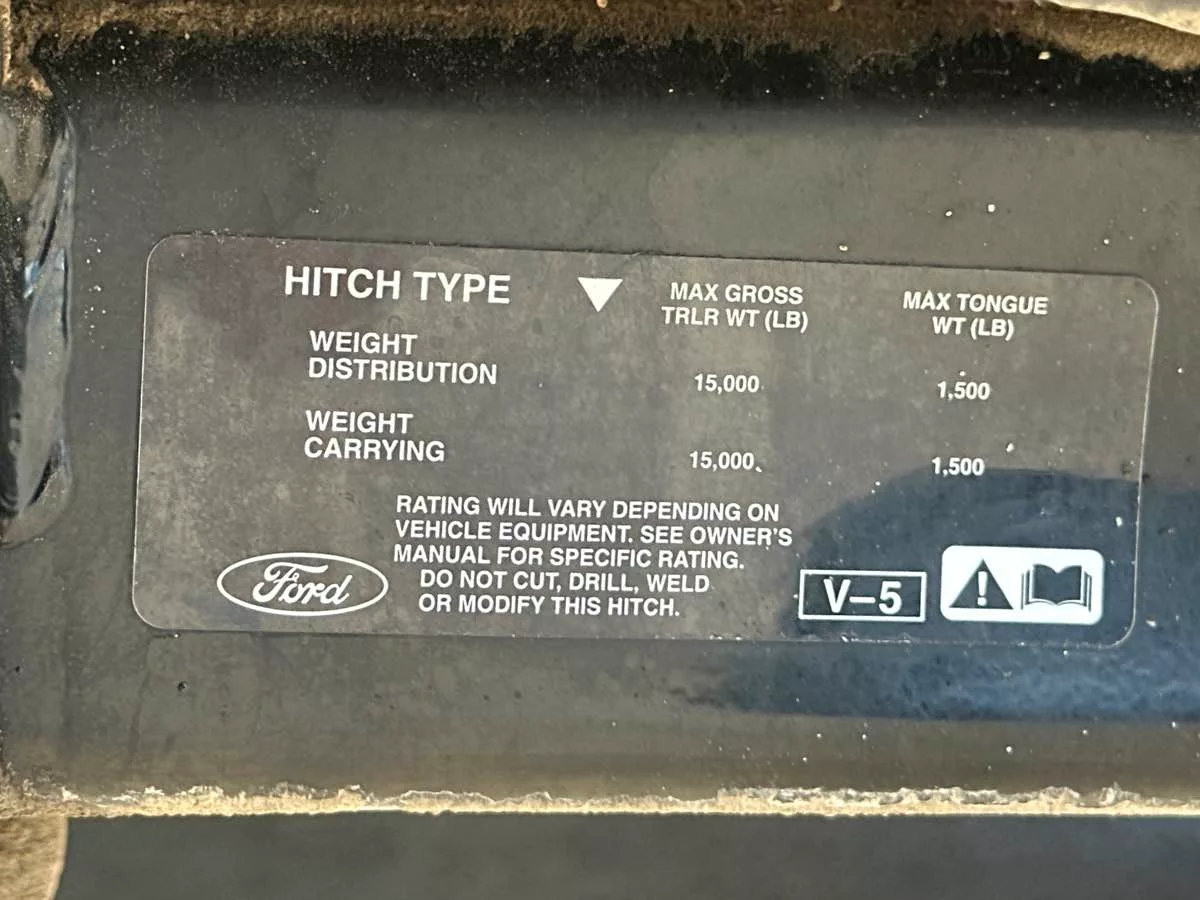 HITCH TYPE
MAX GROSS
TRLR WT (LB)
MAX TONGUE
WT (LB)
WEIGHT
DISTRIBUTION
15,000
1,500
WEIGHT
CARRYING
15,000
1,500
RATING WILL VARY DEPENDING ON
VEHICLE EQUIPMENT. SEE OWNER'S
MANUAL FOR SPECIFIC RATING.
DO NOT CUT, DRILL, WELD
OR MODIFY THIS HITCH.
Ford
V–5
!